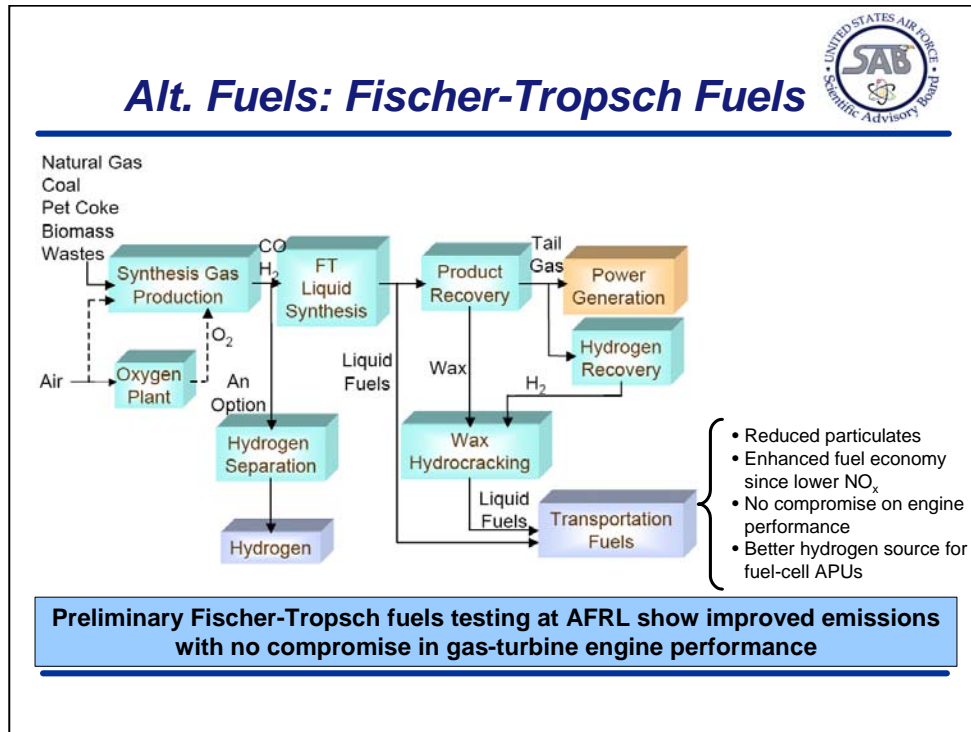 Alt. Fuels: Fischer-Tropsch Fuels
• UNITED STATES AIR FORCE •
SAB
Scientific Advisory Board
Natural Gas
Coal
Pet Coke
Biomass
Wastes
Synthesis Gas
Production
CO
H₂
FT
Liquid
Synthesis
Product
Recovery
Tail
Gas
Power
Generation
O₂
Air
Oxygen
Plant
An
Option
Liquid
Fuels
Wax
H₂
Hydrogen
Recovery
Hydrogen
Separation
Wax
Hydrocracking
Hydrogen
Liquid
Fuels
Transportation
Fuels
• Reduced particulates
• Enhanced fuel economy
since lower NOₓ
• No compromise on engine
performance
• Better hydrogen source for
fuel-cell APUs
Preliminary Fischer-Tropsch fuels testing at AFRL show improved emissions
with no compromise in gas-turbine engine performance